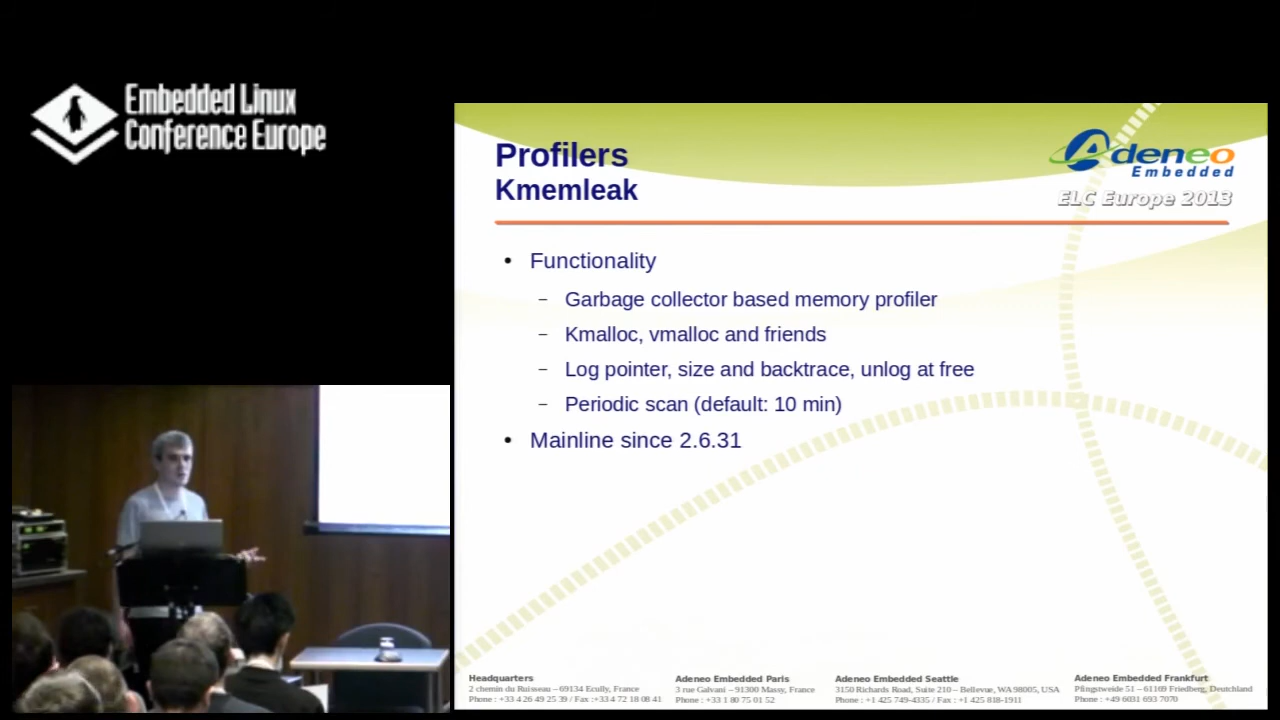 Embedded Linux
Conference Europe
Profilers
Kmemleak
Adeneo
Embedded
ELC Europe 2013
• Functionality
– Garbage collector based memory profiler
– Kmalloc, vmalloc and friends
– Log pointer, size and backtrace, unlog at free
– Periodic scan (default: 10 min)
• Mainline since 2.6.31
Headquarters
2 chemin du Ruisseau – 69134 Ecully, France
Phone : +33 4 26 49 25 39 / Fax :+33 4 72 18 08 41
Adeneo Embedded Paris
3 rue Galvani – 91300 Massy, France
Phone : +33 1 80 75 01 52
Adeneo Embedded Seattle
3150 Richards Road, Suite 210 – Bellevue, WA 98005, USA
Phone : +1 425 749-4335 / Fax : +1 425 818-1911
Adeneo Embedded Frankfurt
Pfingstweide 51 – 61169 Friedberg, Deutchland
Phone : +49 6031 693 7070